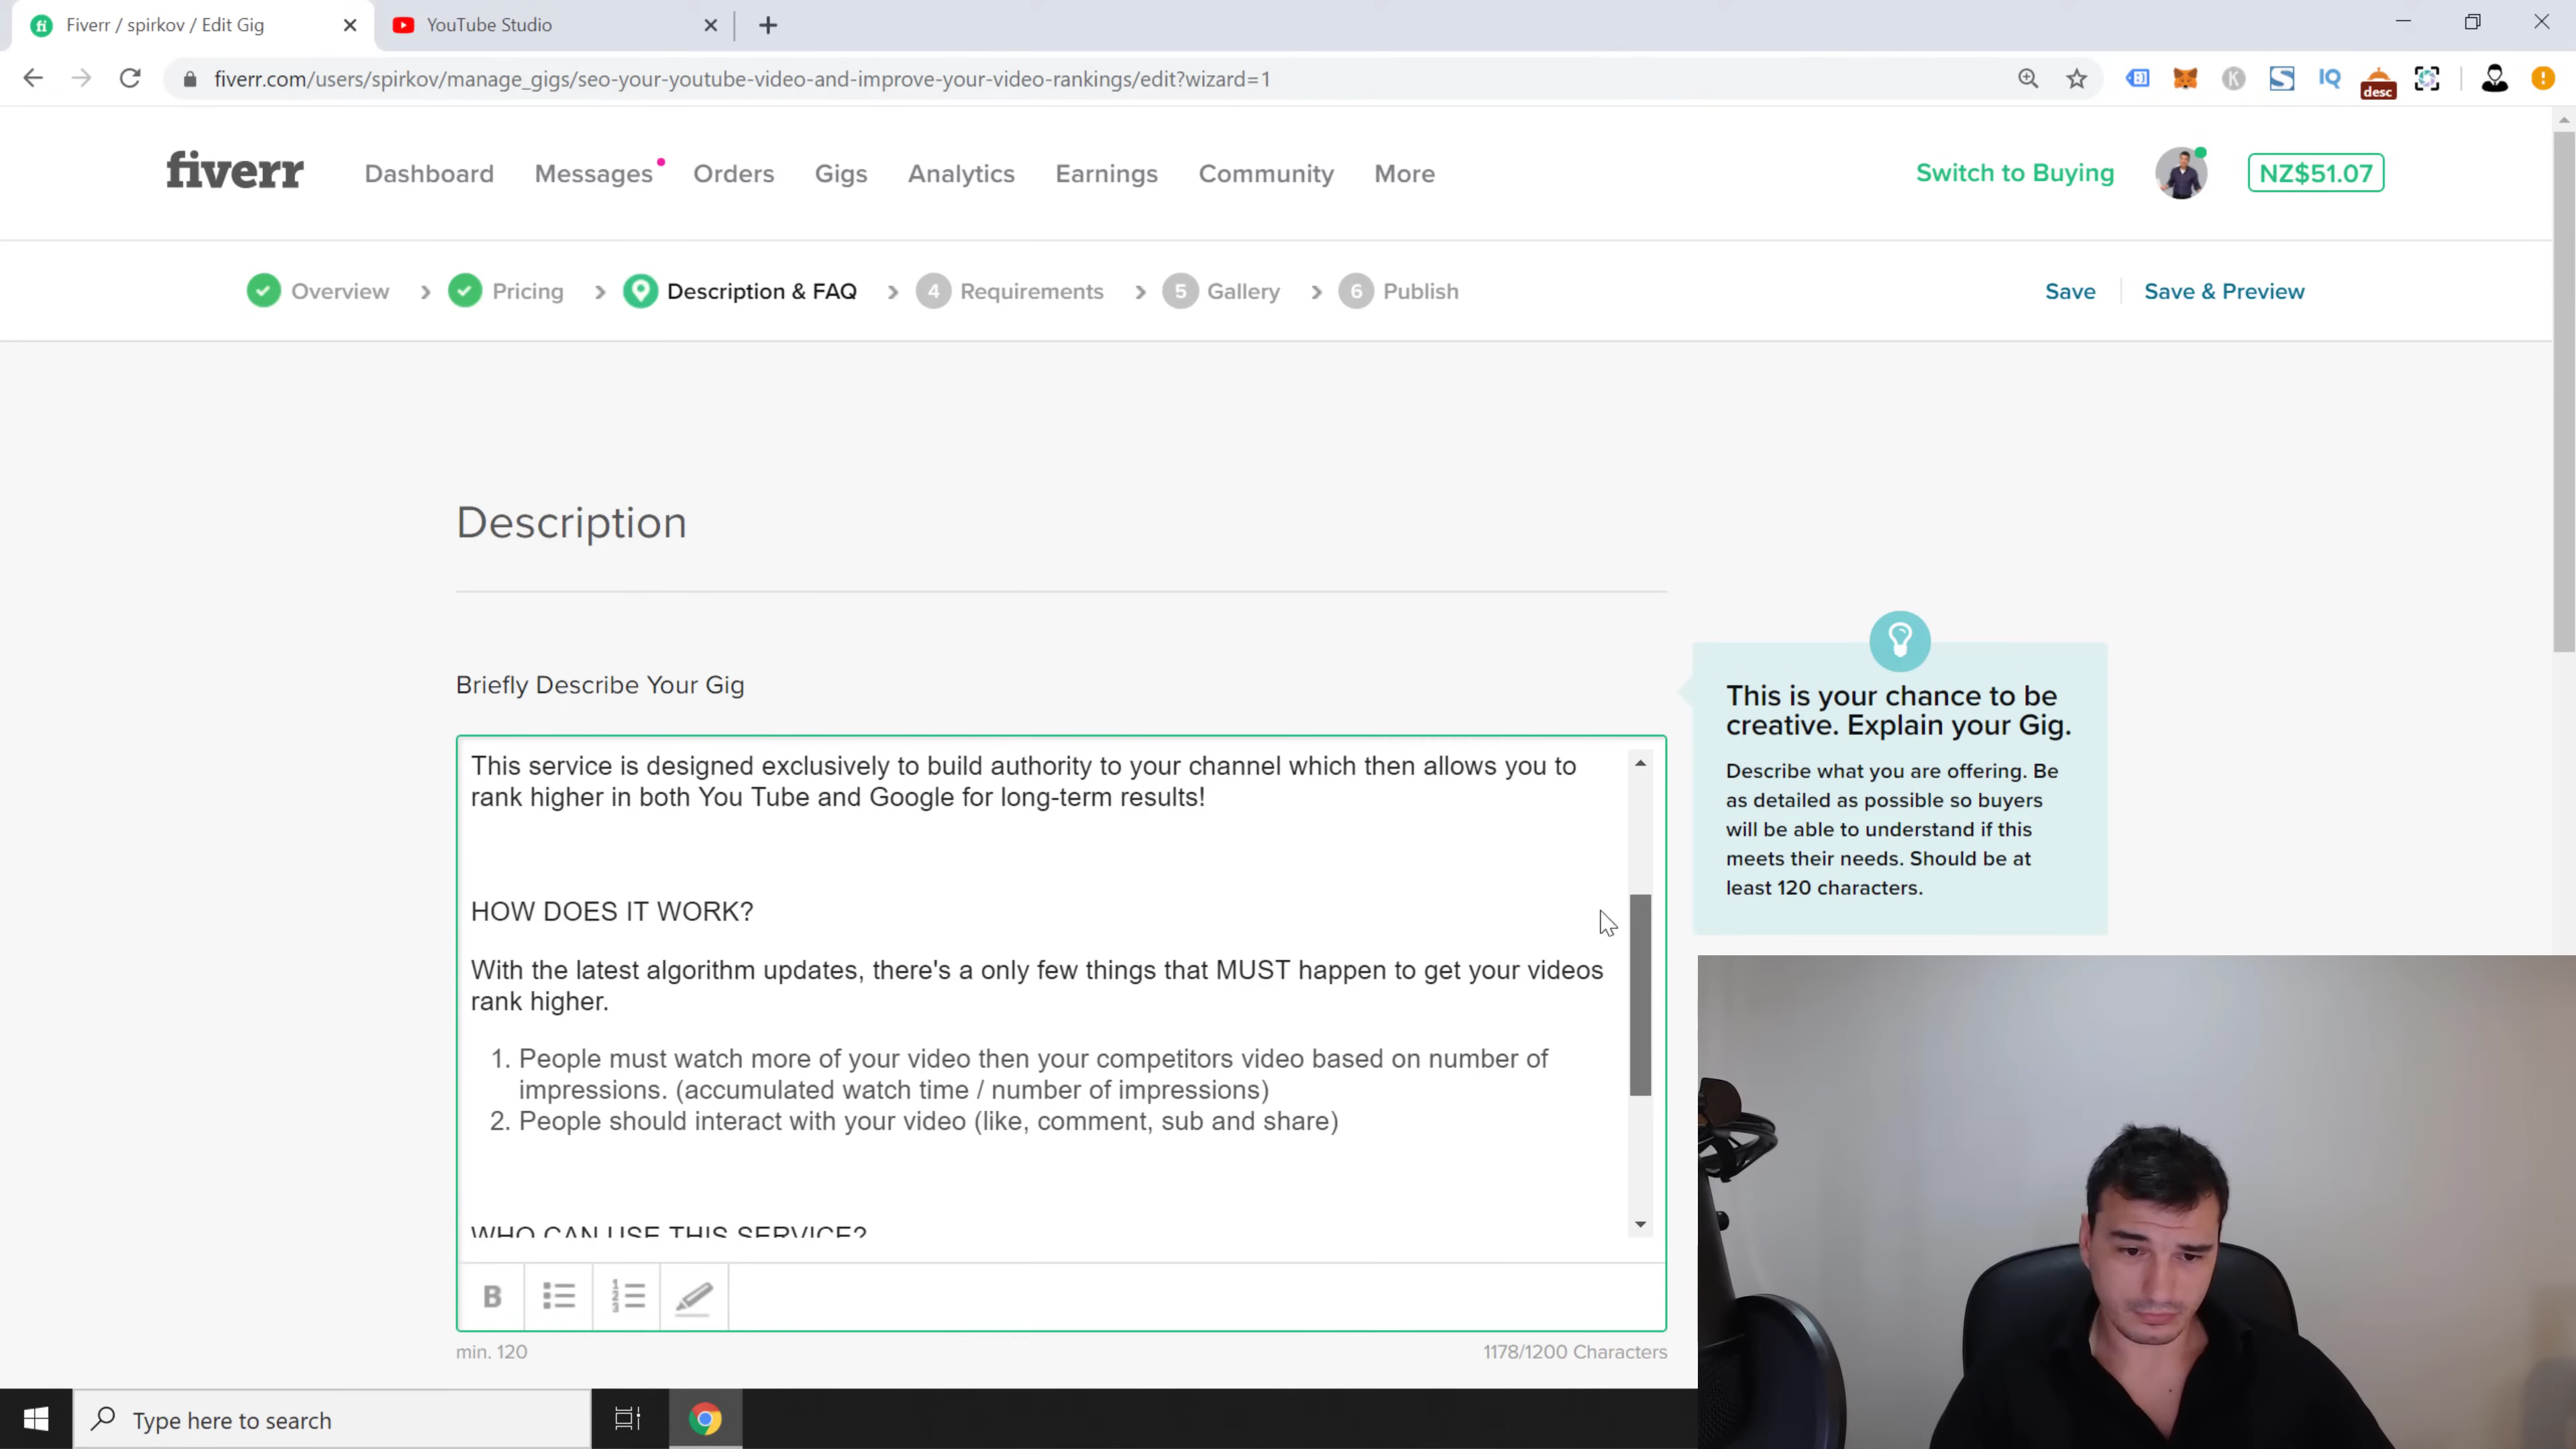 Fiverr / spirkov / Edit Gig
YouTube Studio
fiverr.com/users/spirkov/manage_gigs/seo-your-youtube-video-and-improve-your-video-rankings/edit?wizard=1
K
S
IQ
desc
fiverr
Dashboard
Messages
Orders
Gigs
Analytics
Earnings
Community
More
Switch to Buying
NZ$51.07
Overview
Pricing
Description & FAQ
4 Requirements
5 Gallery
6 Publish
Save
Save & Preview
Description
Briefly Describe Your Gig
This service is designed exclusively to build authority to your channel which then allows you to
rank higher in both You Tube and Google for long-term results!
HOW DOES IT WORK?
With the latest algorithm updates, there's a only few things that MUST happen to get your videos
rank higher.
1. People must watch more of your video then your competitors video based on number of
impressions. (accumulated watch time / number of impressions)
2. People should interact with your video (like, comment, sub and share)
WHO CAN USE THIS SERVICE?
B
min. 120
1178/1200 Characters
This is your chance to be
creative. Explain your Gig.
Describe what you are offering. Be
as detailed as possible so buyers
will be able to understand if this
meets their needs. Should be at
least 120 characters.
Type here to search